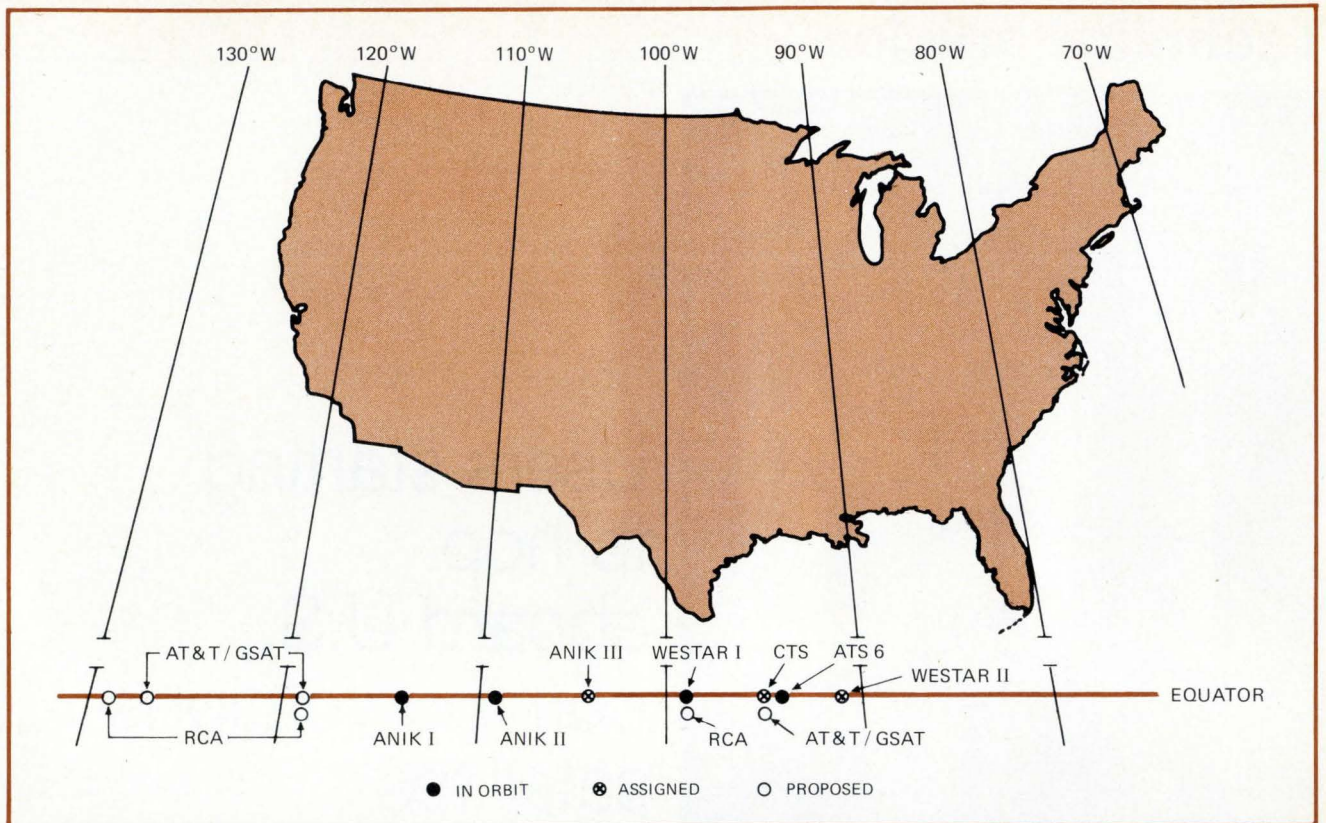 130°W 120°W 110°W 100°W 90°W 80°W 70°W
AT&T/GSAT ANIK III WESTAR I CTS ATS 6
WESTAR II
EQUATOR
RCA ANIK I ANIK II RCA AT&T/GSAT
IN ORBIT ASSIGNED PROPOSED